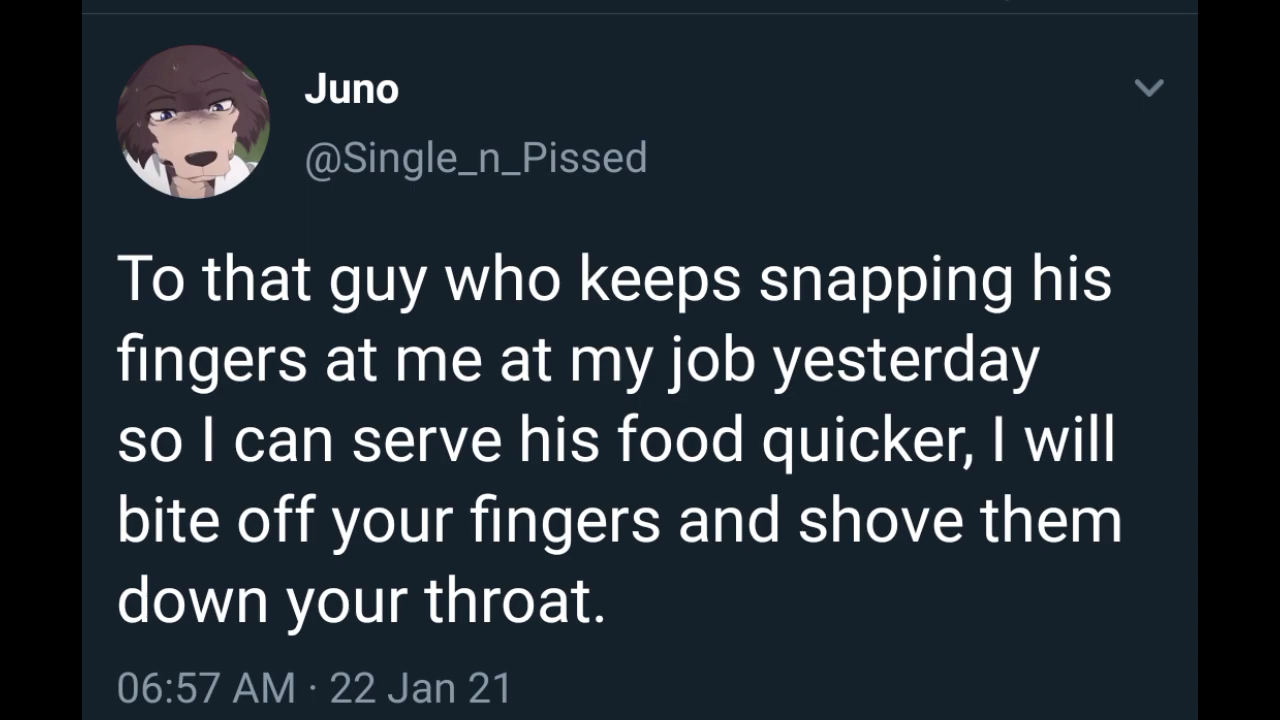 Juno
@Single_n_Pissed
To that guy who keeps snapping his
fingers at me at my job yesterday
so I can serve his food quicker, I will
bite off your fingers and shove them
down your throat.
06:57 AM · 22 Jan 21